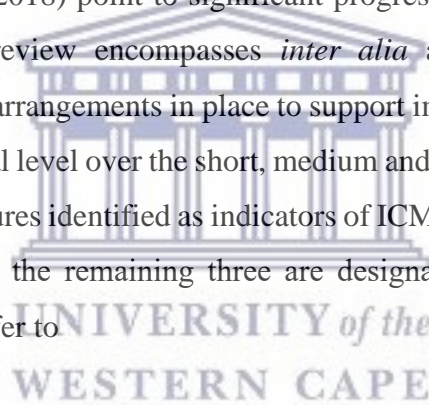 2018) point to significant progres
review encompasses inter alia a
arrangements in place to support in
al level over the short, medium and
ures identified as indicators of ICM
the remaining three are designa
fer to
UNIVERSITY of the
WESTERN CAPE